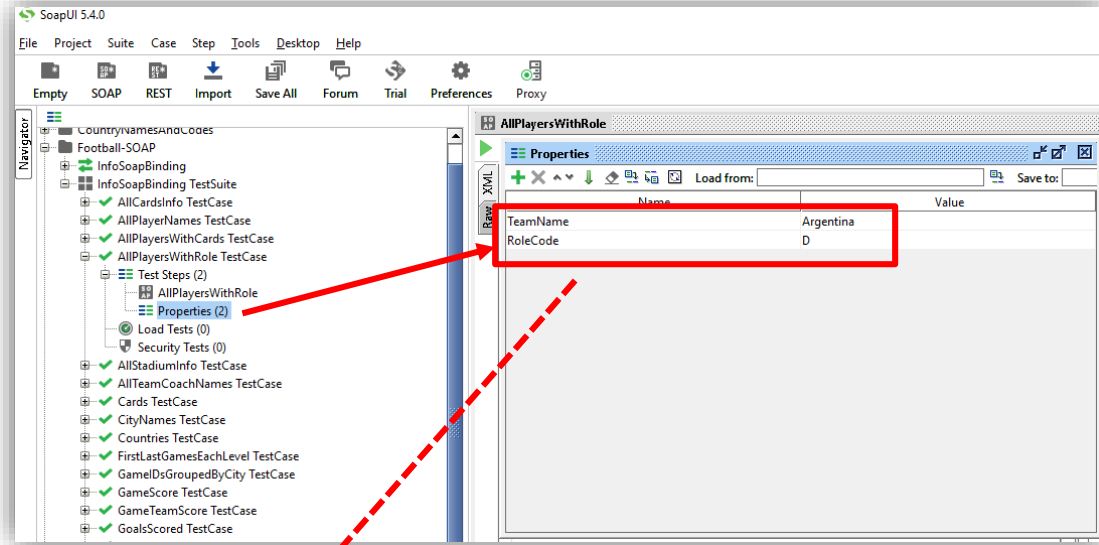 SoapUI 5.4.0
File Project Suite Case Step Tools Desktop Help
Empty SOAP REST Import Save All Forum Trial Preferences Proxy
Navigator
CountryNamesAndCodes
Football-SOAP
InfoSoapBinding
InfoSoapBinding TestSuite
AllCardsInfo TestCase
AllPlayerNames TestCase
AllPlayersWithCards TestCase
AllPlayersWithRole TestCase
Test Steps (2)
AllPlayersWithRole
Properties (2)
Load Tests (0)
Security Tests (0)
AllStadiumInfo TestCase
AllTeamCoachNames TestCase
Cards TestCase
CityNames TestCase
Countries TestCase
FirstLastGamesEachLevel TestCase
GameIDsGroupedByCity TestCase
GameScore TestCase
GameTeamScore TestCase
GoalsScored TestCase
AllPlayersWithRole
XML
Raw
Properties
Load from: Save to:
Name Value
TeamName Argentina
RoleCode D